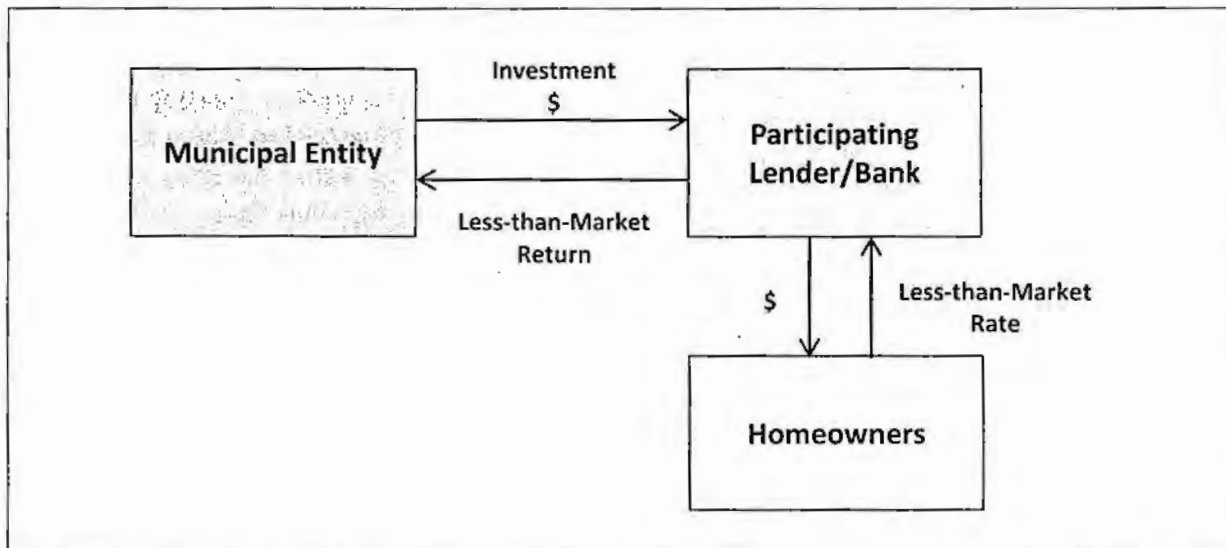 Investment
$
Municipal Entity
Participating
Lender/Bank
Less-than-Market
Return
$
Less-than-Market
Rate
Homeowners